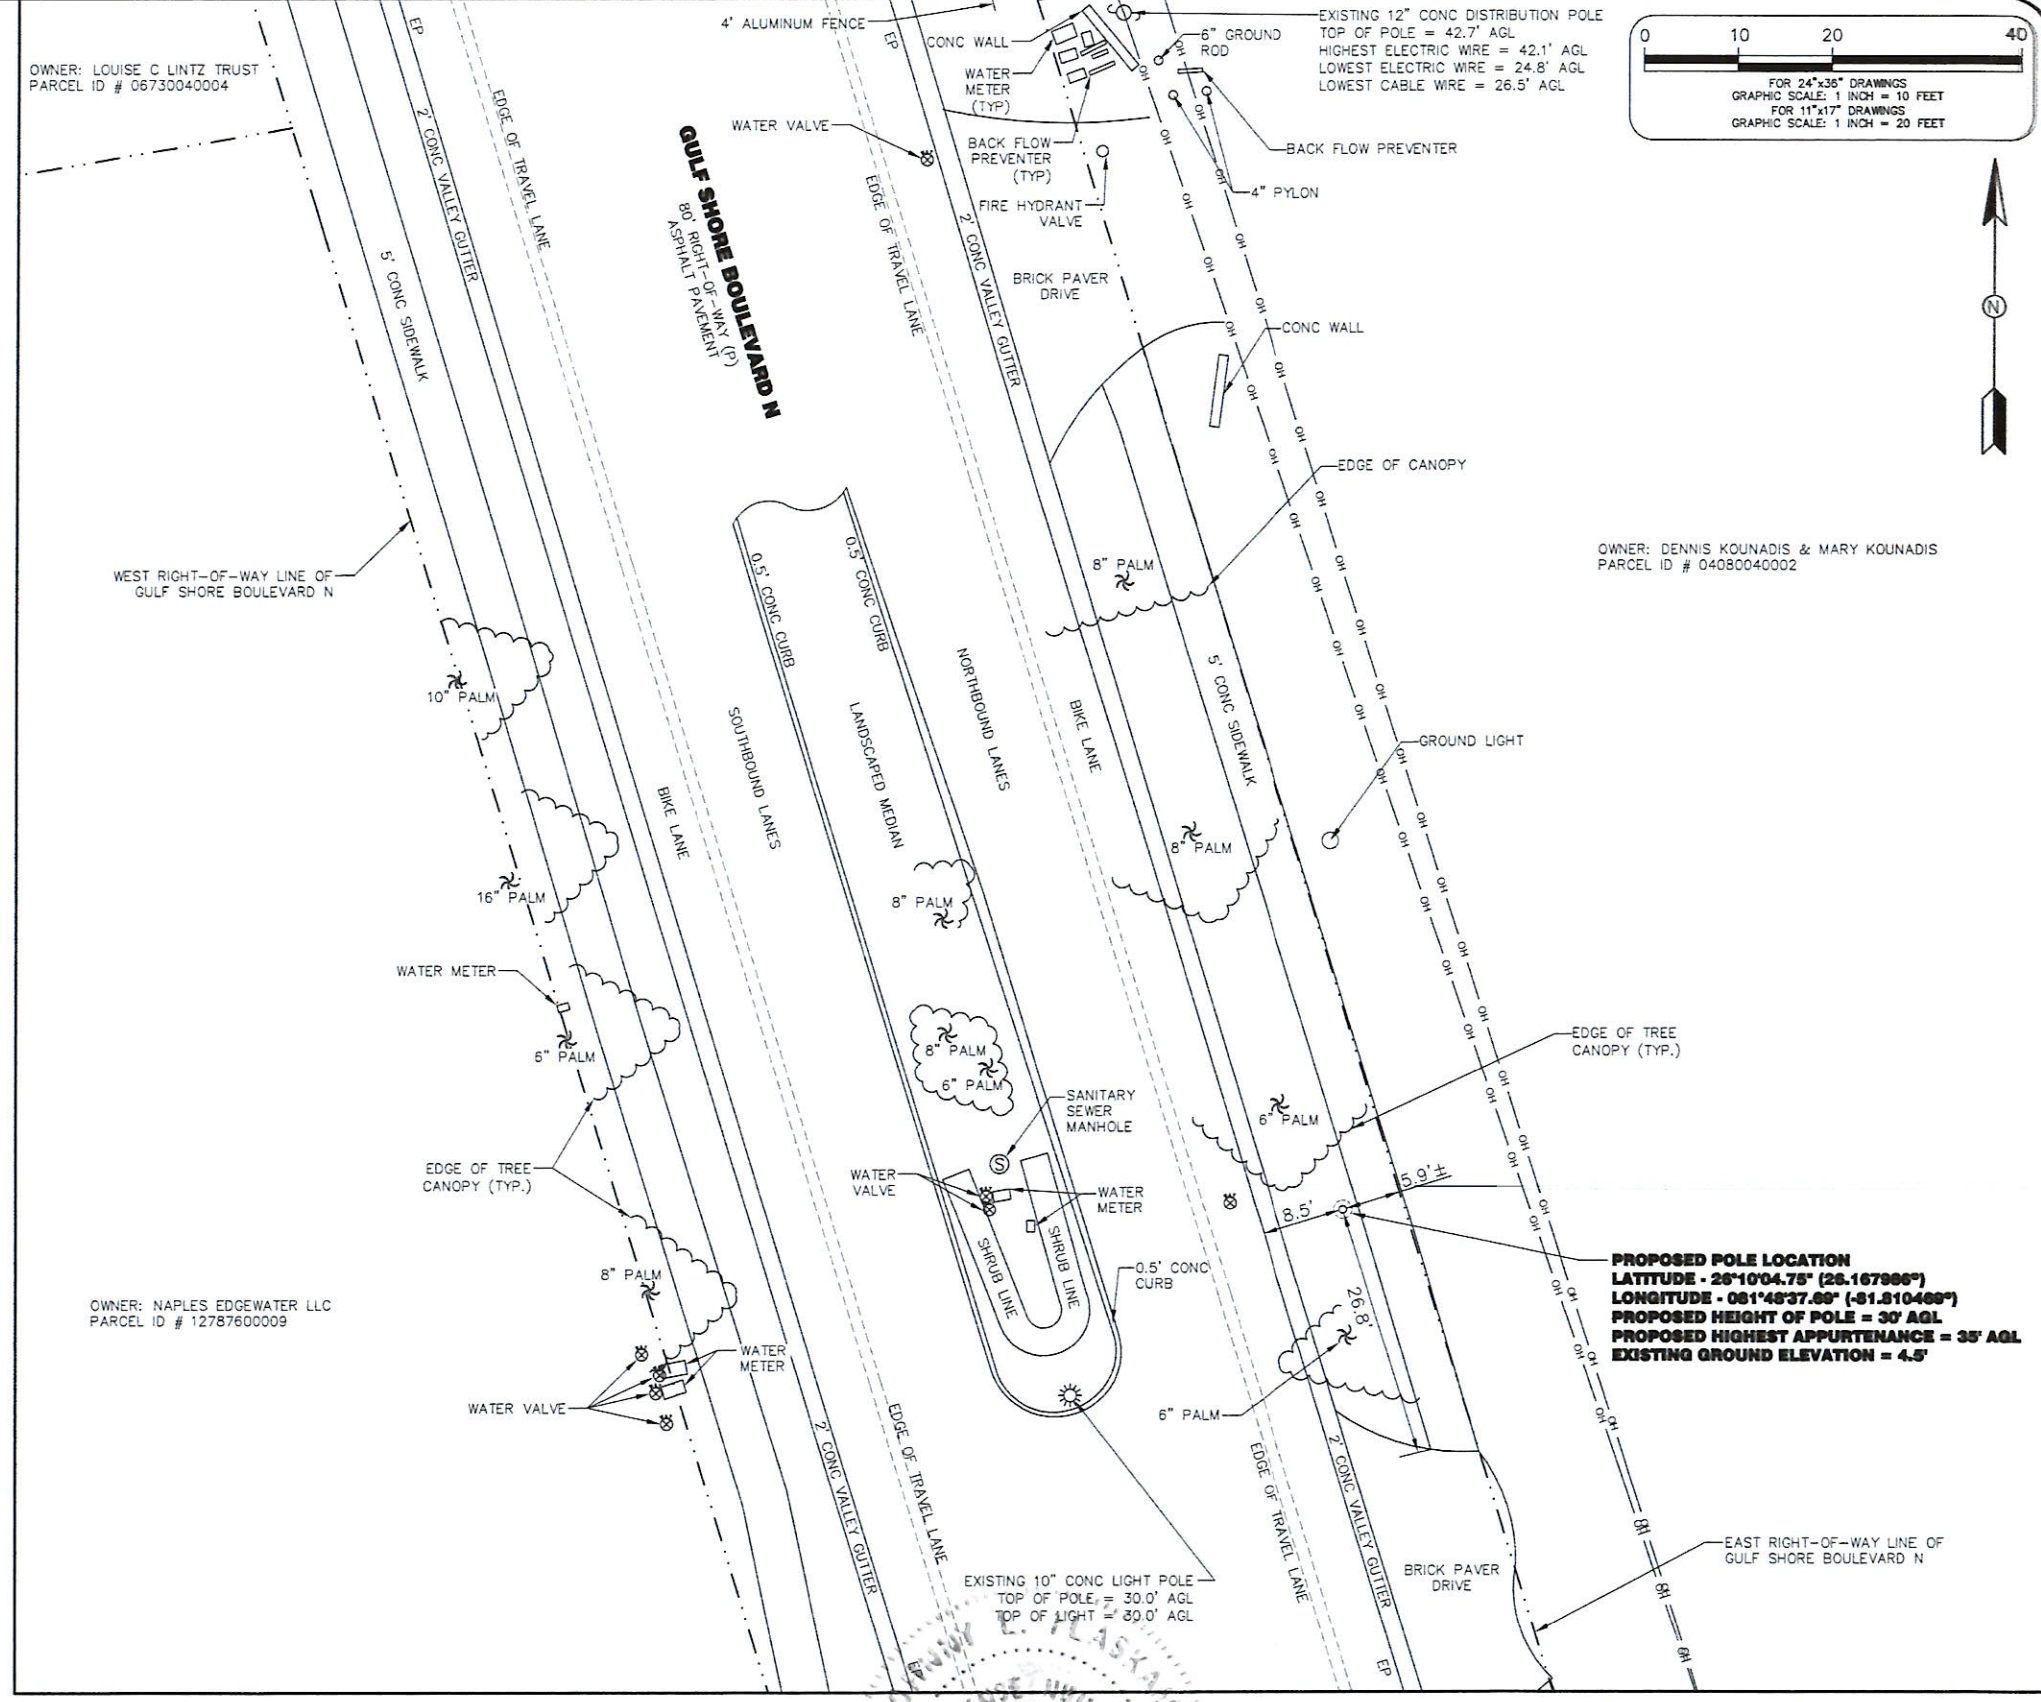 4' ALUMINUM FENCE
CONC WALL
WATER
METER
(TYP)
6" GROUND
ROD
EXISTING 12" CONC DISTRIBUTION POLE
TOP OF POLE = 42.7' AGL
HIGHEST ELECTRIC WIRE = 42.1' AGL
LOWEST ELECTRIC WIRE = 24.8' AGL
LOWEST CABLE WIRE = 26.5' AGL
0 10 20 40
FOR 24"x36" DRAWINGS
GRAPHIC SCALE: 1 INCH = 10 FEET
FOR 11"x17" DRAWINGS
GRAPHIC SCALE: 1 INCH = 20 FEET
N
OWNER: LOUISE C LINTZ TRUST
PARCEL ID # 06730040004
EP
EP
2' CONC VALLEY GUTTER
EDGE OF TRAVEL LANE
5' CONC SIDEWALK
GULF SHORE BOULEVARD N
80' RIGHT-OF-WAY (P)
ASPHALT PAVEMENT
WATER VALVE
BACK FLOW
PREVENTER
(TYP)
BACK FLOW PREVENTER
4" PYLON
FIRE HYDRANT
VALVE
EDGE OF TRAVEL LANE
2' CONC VALLEY GUTTER
BRICK PAVER
DRIVE
CONC WALL
EDGE OF CANOPY
OH
OWNER: DENNIS KOUNADIS & MARY KOUNADIS
PARCEL ID # 04080040002
WEST RIGHT-OF-WAY LINE OF
GULF SHORE BOULEVARD N
0.5' CONC CURB
0.5' CONC CURB
8" PALM
10" PALM
SOUTHBOUND LANES
LANDSCAPED MEDIAN
NORTHBOUND LANES
BIKE LANE
5' CONC SIDEWALK
GROUND LIGHT
BIKE LANE
16" PALM
8" PALM
8" PALM
WATER METER
6" PALM
8" PALM
6" PALM
SANITARY
SEWER
MANHOLE
S
6" PALM
EDGE OF TREE
CANOPY (TYP.)
EDGE OF TREE
CANOPY (TYP.)
WATER
VALVE
WATER
METER
SHRUB LINE
SHRUB LINE
8.5'
5.9'±
26.8'
0.5' CONC
CURB
PROPOSED POLE LOCATION
LATITUDE - 26°10'04.75" (26.167986°)
LONGITUDE - 081°48'37.69" (-81.810469°)
PROPOSED HEIGHT OF POLE = 30' AGL
PROPOSED HIGHEST APPURTENANCE = 35' AGL
EXISTING GROUND ELEVATION = 4.5'
8" PALM
OWNER: NAPLES EDGEWATER LLC
PARCEL ID # 12787600009
WATER
METER
WATER VALVE
6" PALM
2' CONC VALLEY GUTTER
EDGE OF TRAVEL LANE
EDGE OF TRAVEL LANE
2' CONC VALLEY GUTTER
BRICK PAVER
DRIVE
EAST RIGHT-OF-WAY LINE OF
GULF SHORE BOULEVARD N
EXISTING 10" CONC LIGHT POLE
TOP OF POLE = 30.0' AGL
TOP OF LIGHT = 30.0' AGL
EP
EP